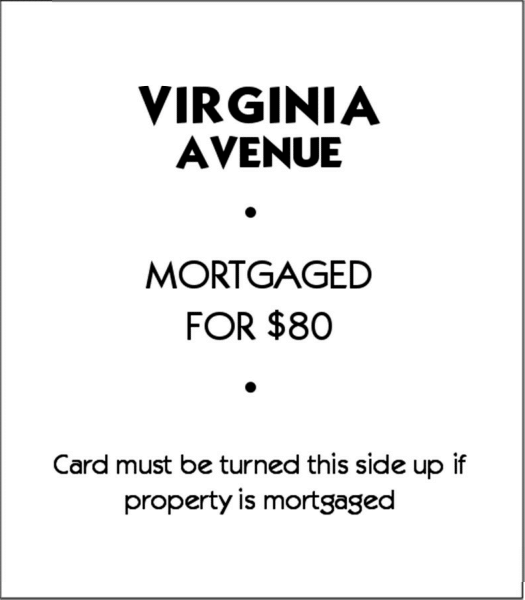 VIRGINIA
AVENUE
•
MORTGAGED
FOR $80
•
Card must be turned this side up if
property is mortgaged